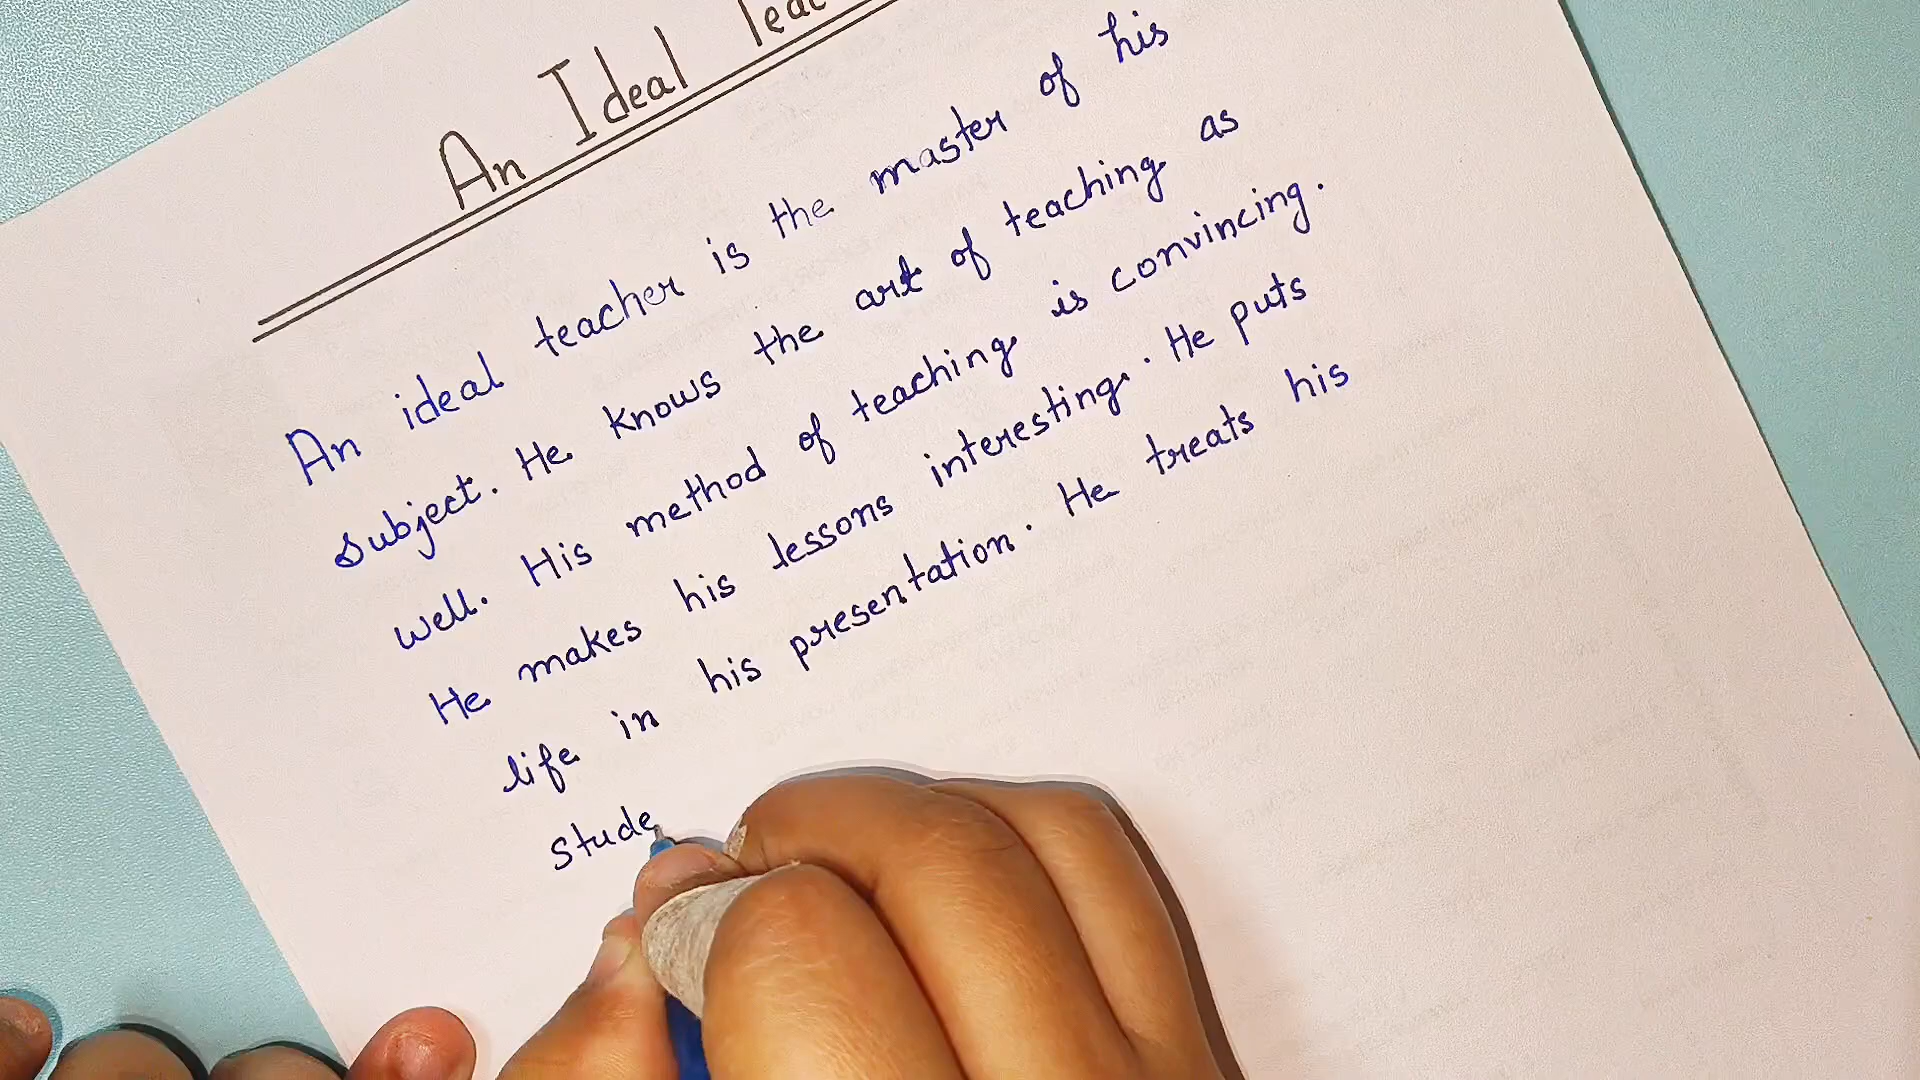 An Ideal Teac
An ideal teacher is the master of his
subject. He knows the art of teaching as
well. His method of teaching is convincing.
He makes his lessons interesting. He puts
life in his presentation. He treats his
stude